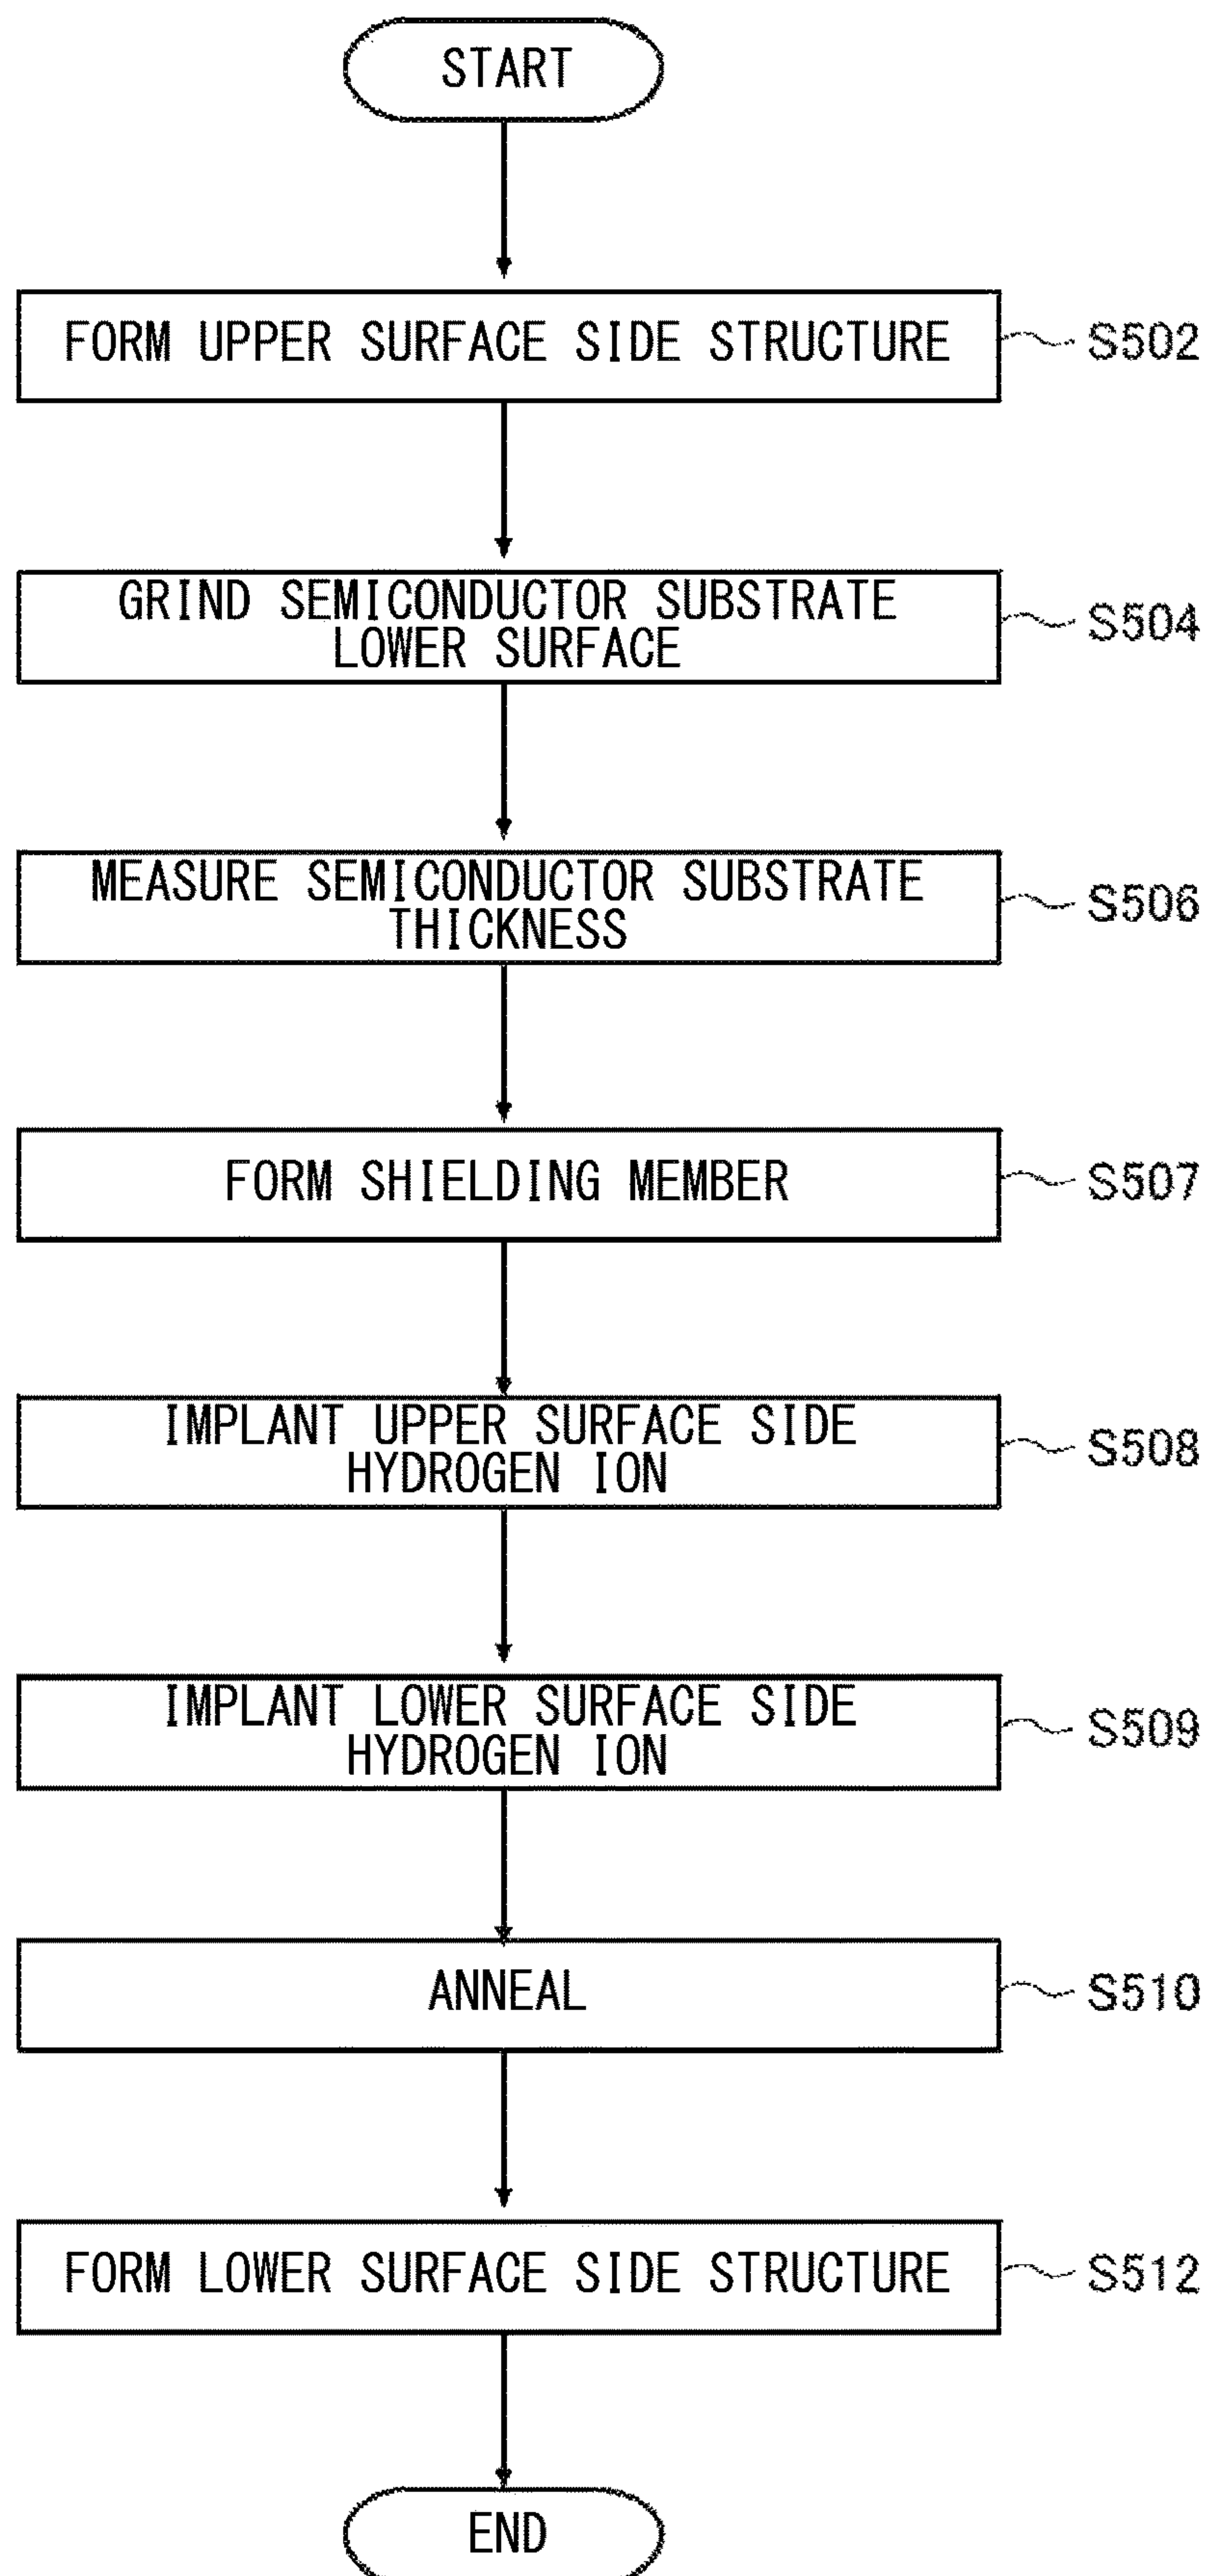 START
FORM UPPER SURFACE SIDE STRUCTURE
S502
GRIND SEMICONDUCTOR SUBSTRATE
LOWER SURFACE
S504
MEASURE SEMICONDUCTOR SUBSTRATE
THICKNESS
S506
FORM SHIELDING MEMBER
S507
IMPLANT UPPER SURFACE SIDE
HYDROGEN ION
S508
IMPLANT LOWER SURFACE SIDE
HYDROGEN ION
S509
ANNEAL
S510
FORM LOWER SURFACE SIDE STRUCTURE
S512
END